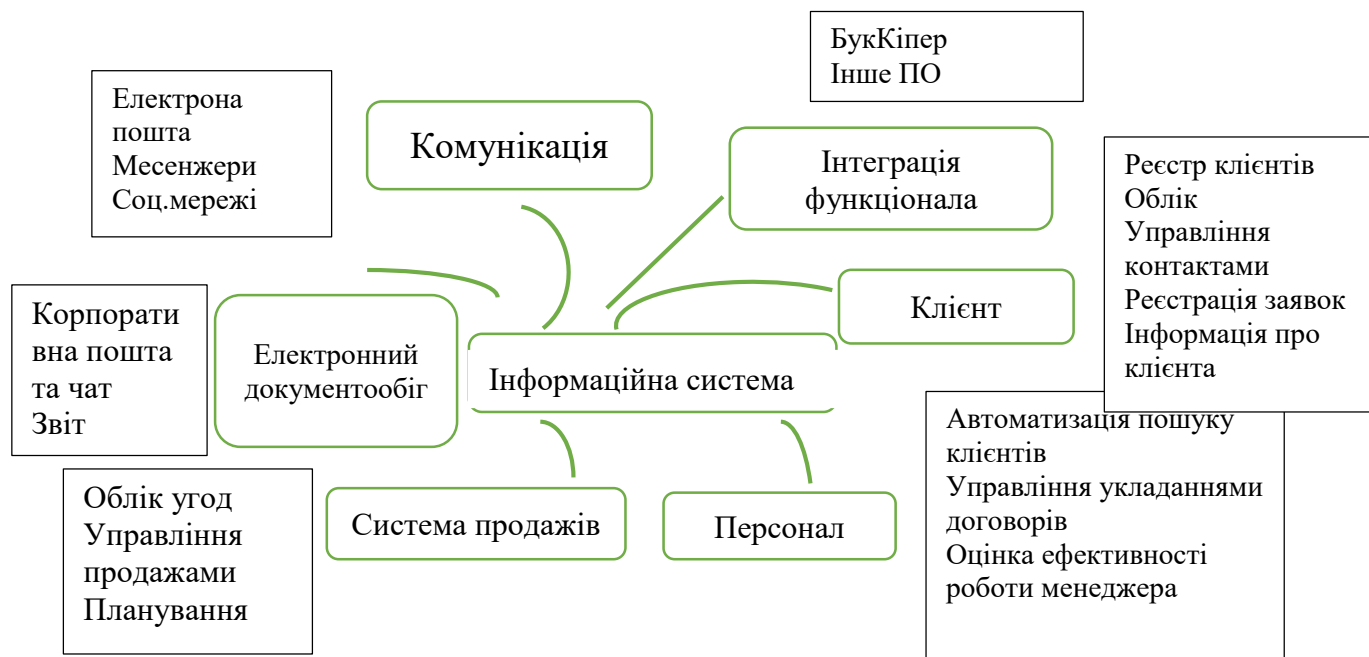 БукКіпер
Інше ПО
Електрона
пошта
Месенжери
Соц.мережі
Комунікація
Інтеграція
функціонала
Реєстр клієнтів
Облік
Управління
контактами
Реєстрація заявок
Інформація про
клієнта
Клієнт
Корпорати
вна пошта
та чат
Звіт
Електронний
документообіг
Інформаційна система
Автоматизація пошуку
клієнтів
Управління укладаннями
договорів
Оцінка ефективності
роботи менеджера
Облік угод
Управління
продажами
Планування
Система продажів
Персонал